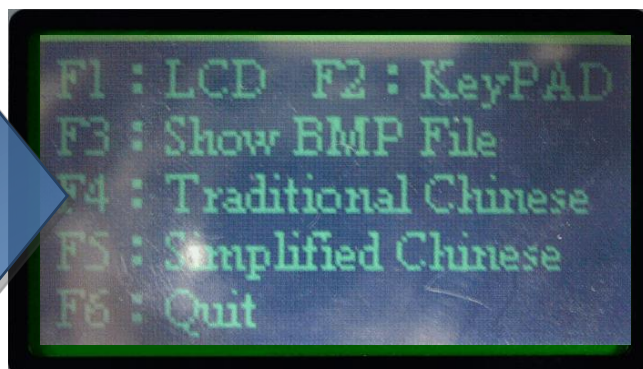 F1 : LCD F2 : KeyPAD
F3 : Show BMP File
F4 : Traditional Chinese
F5 : Simplified Chinese
F6 : Quit